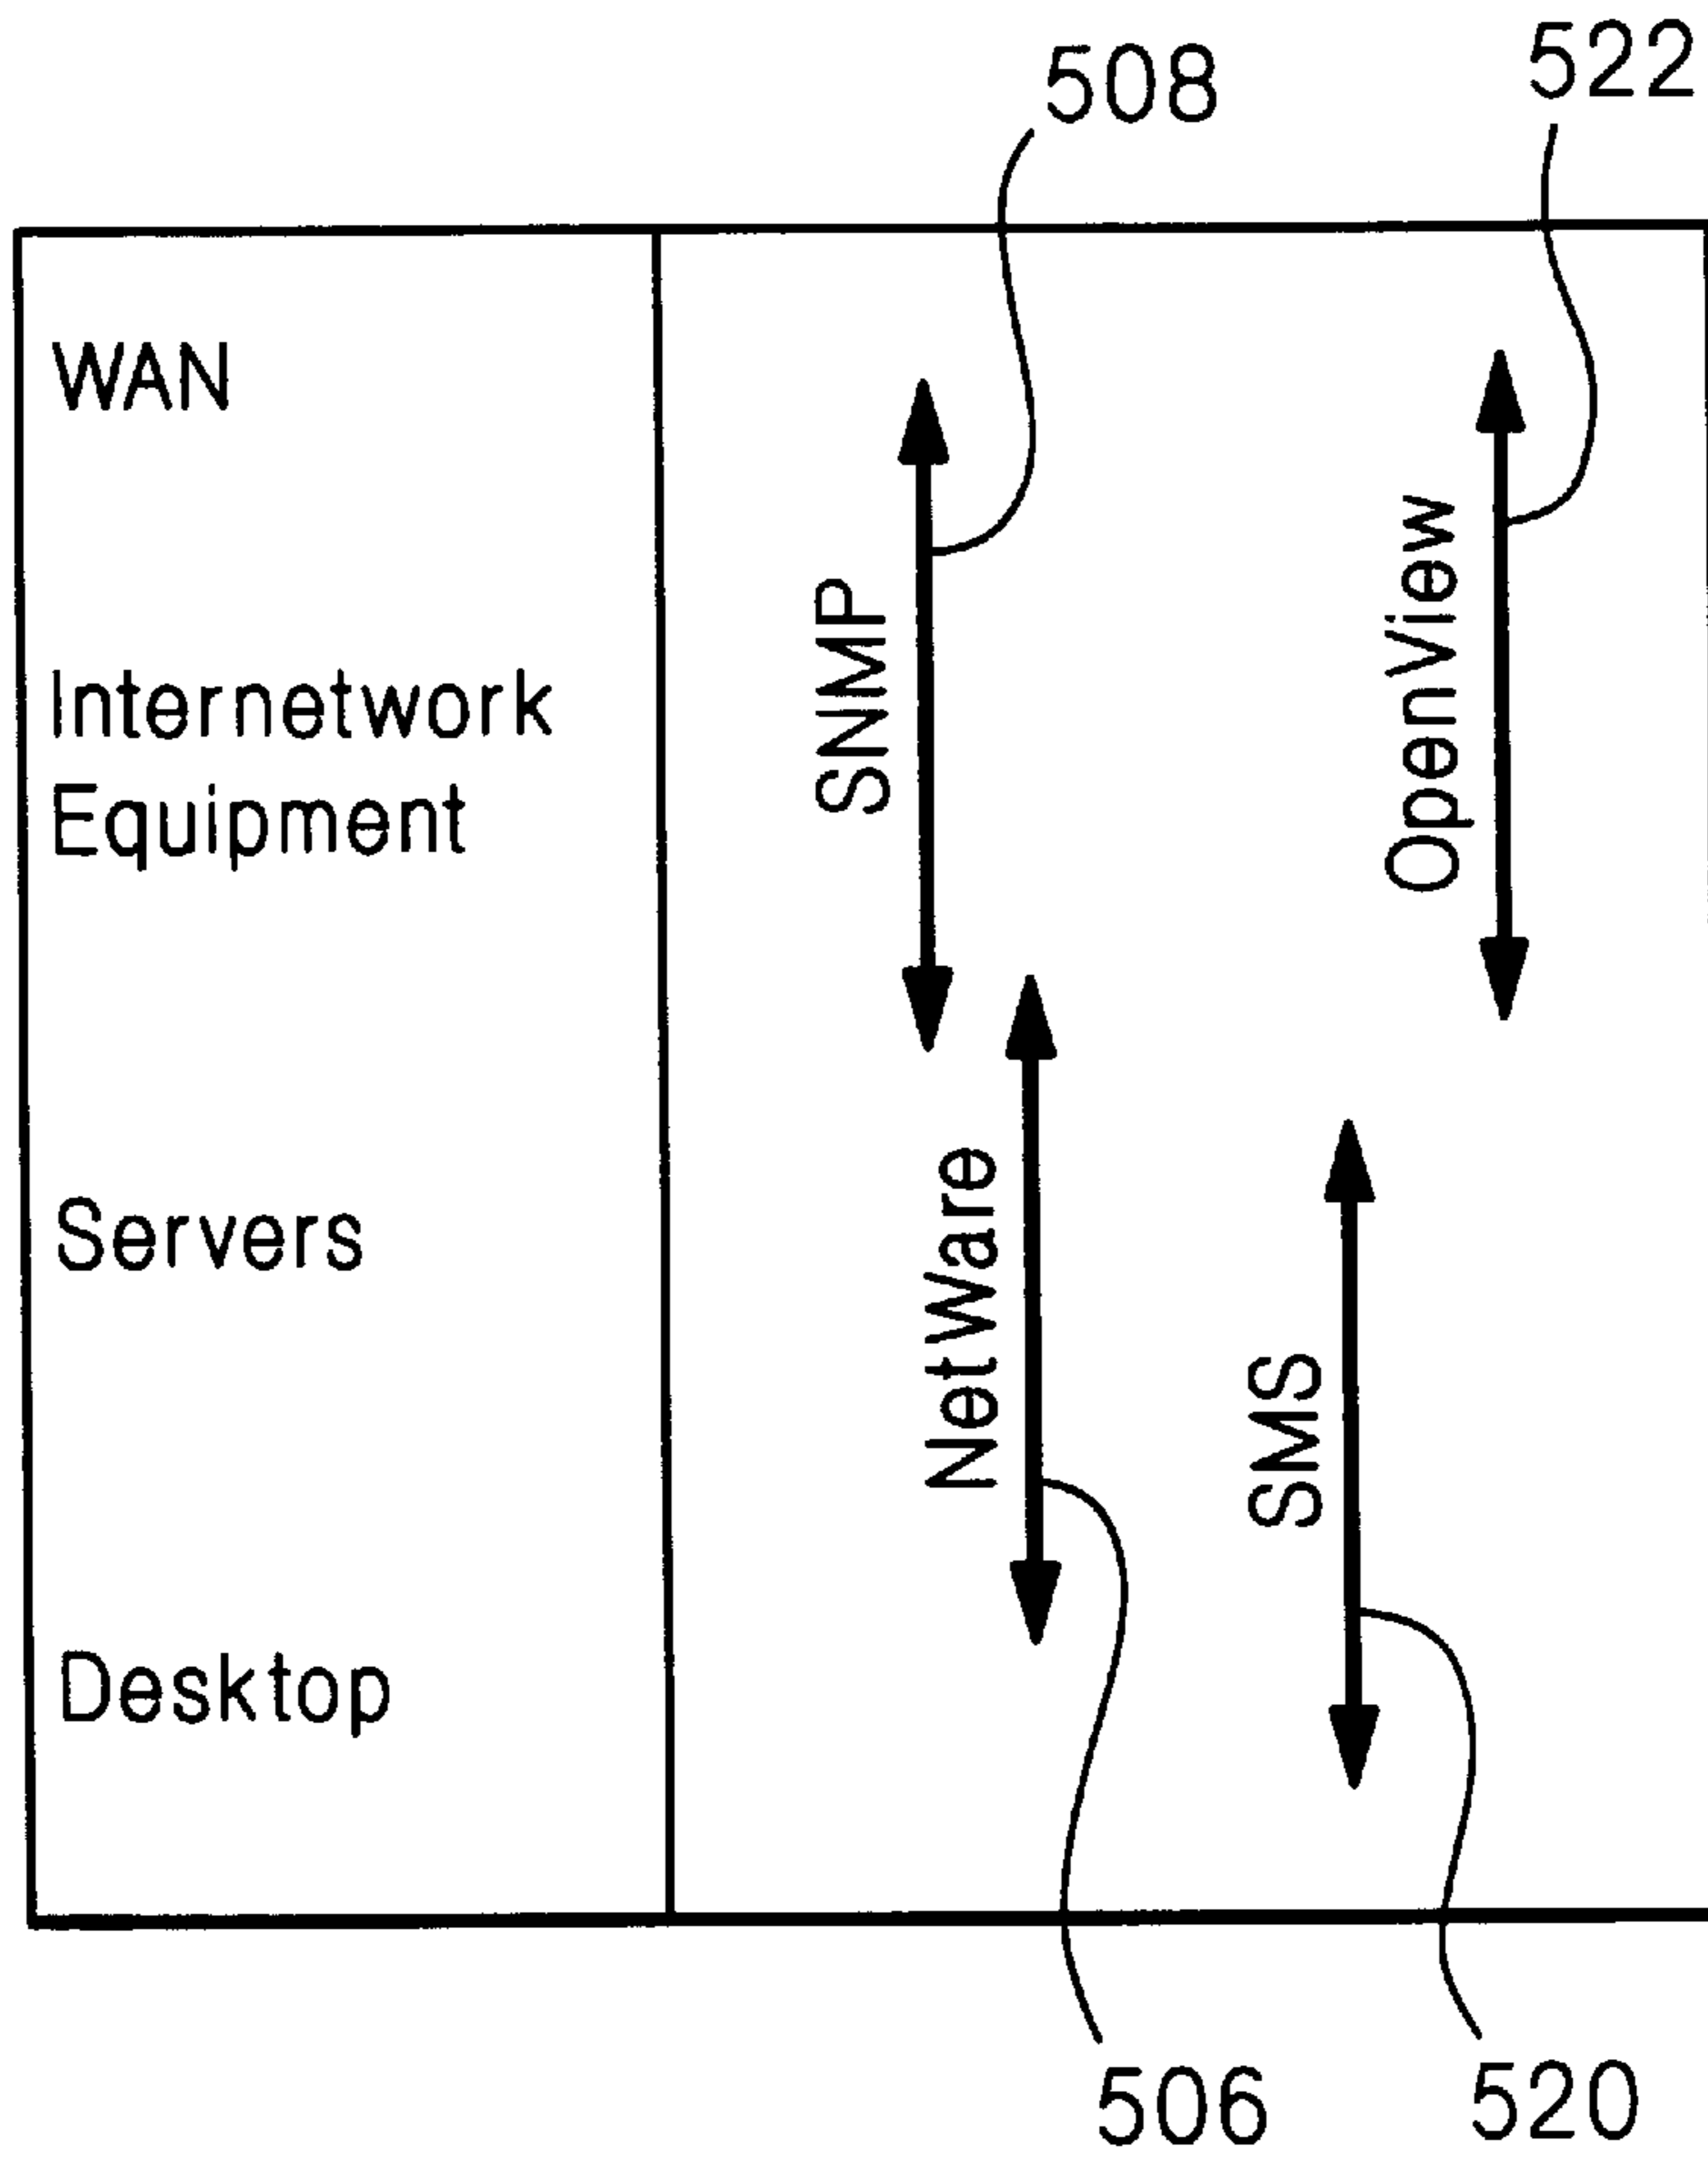 508
522
WAN
Internetwork
Equipment
Servers
Desktop
SNMP
OpenView
NetWare
SMS
506
520